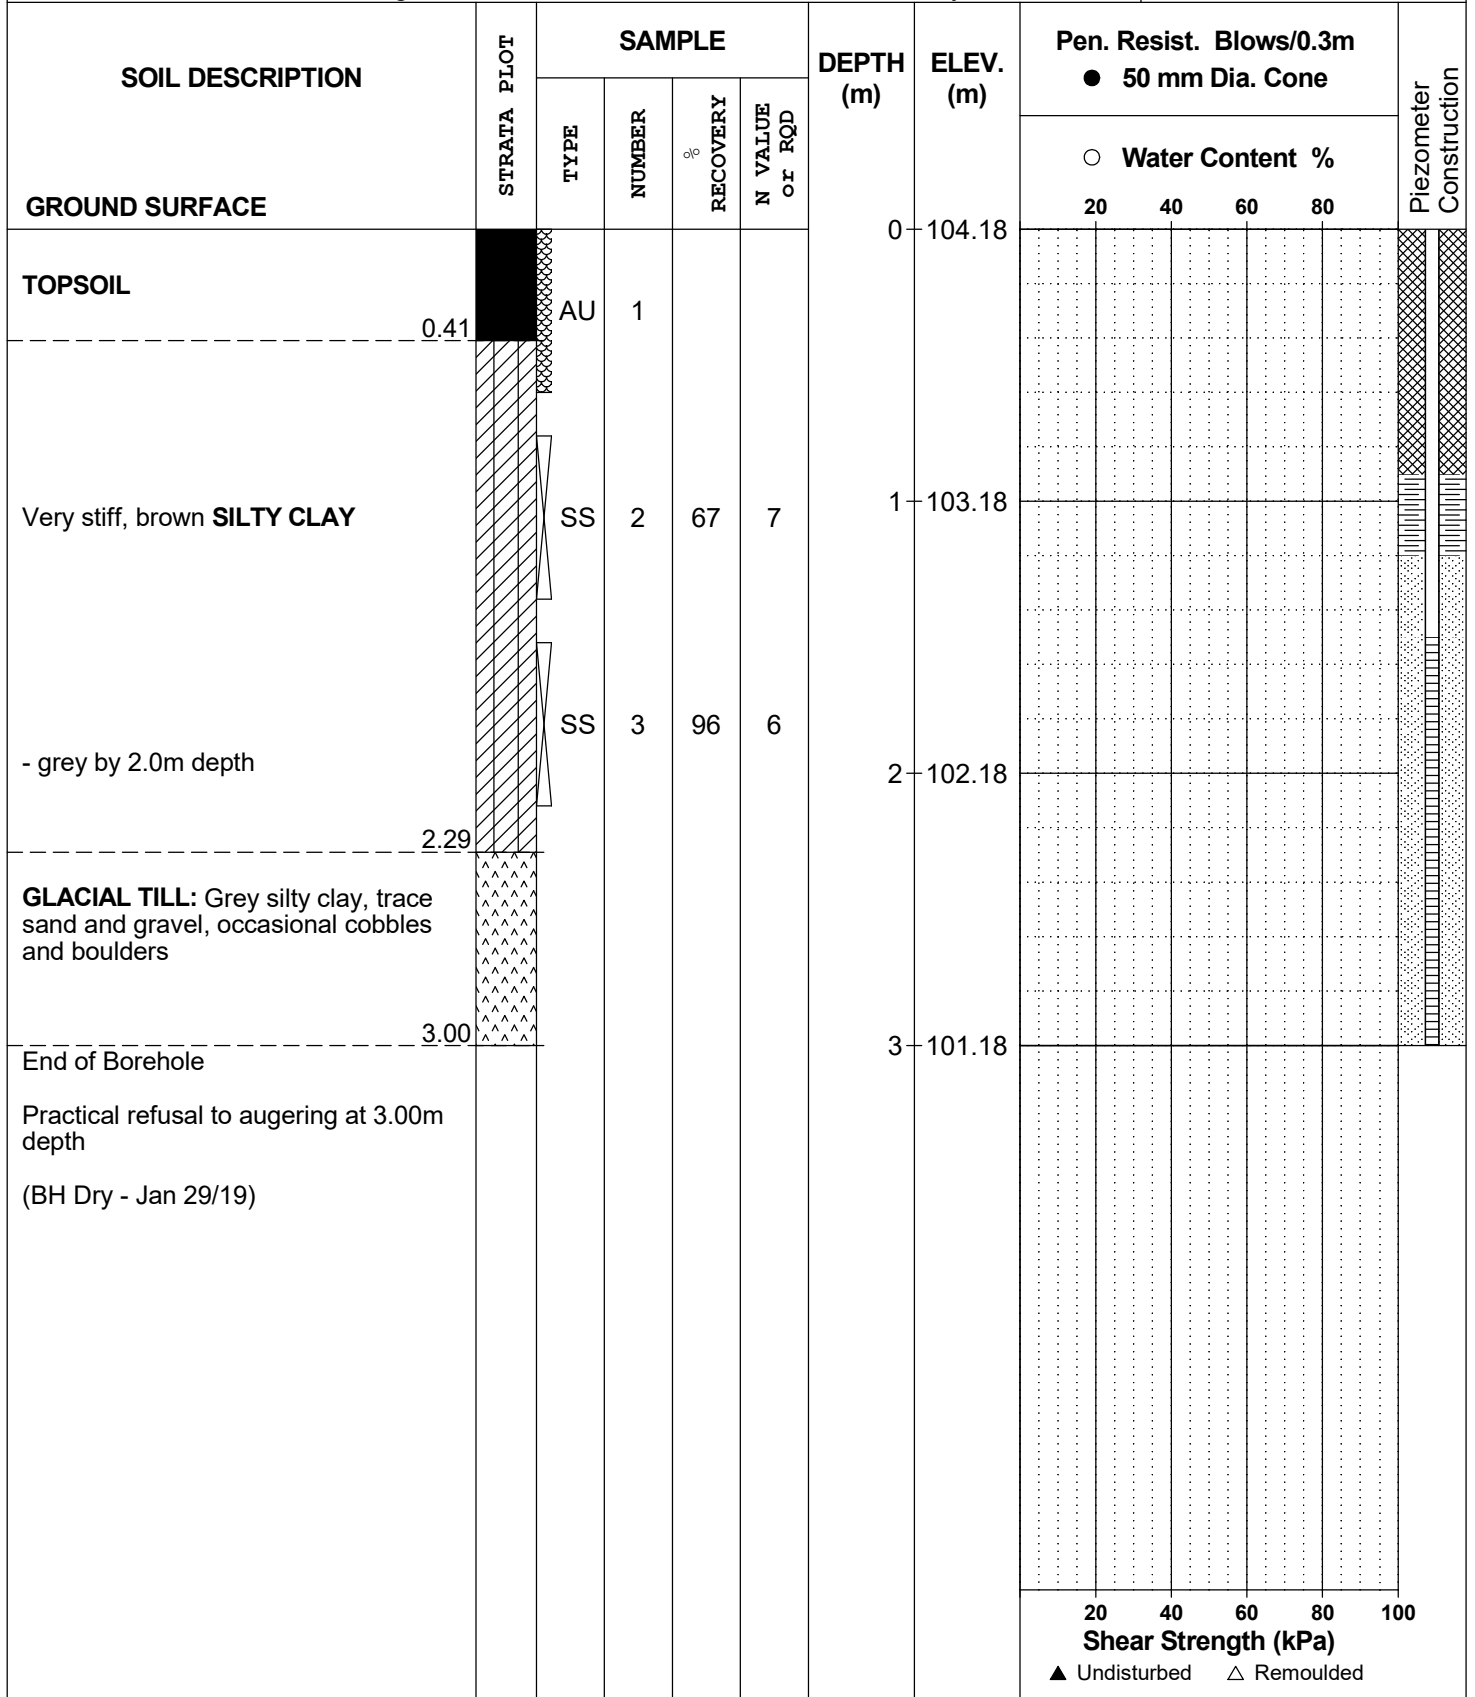 SOIL DESCRIPTION
GROUND SURFACE
STRATA PLOT
SAMPLE
TYPE
NUMBER
%
RECOVERY
N VALUE
or RQD
DEPTH
(m)
ELEV.
(m)
Pen. Resist. Blows/0.3m
● 50 mm Dia. Cone
○ Water Content %
20 40 60 80
Piezometer
Construction
0 104.18
TOPSOIL
0.41
AU 1
1 103.18
Very stiff, brown SILTY CLAY
SS 2 67 7
SS 3 96 6
- grey by 2.0m depth
2 102.18
2.29
GLACIAL TILL: Grey silty clay, trace
sand and gravel, occasional cobbles
and boulders
3.00
3 101.18
End of Borehole
Practical refusal to augering at 3.00m
depth
(BH Dry - Jan 29/19)
20 40 60 80 100
Shear Strength (kPa)
▲ Undisturbed △ Remoulded